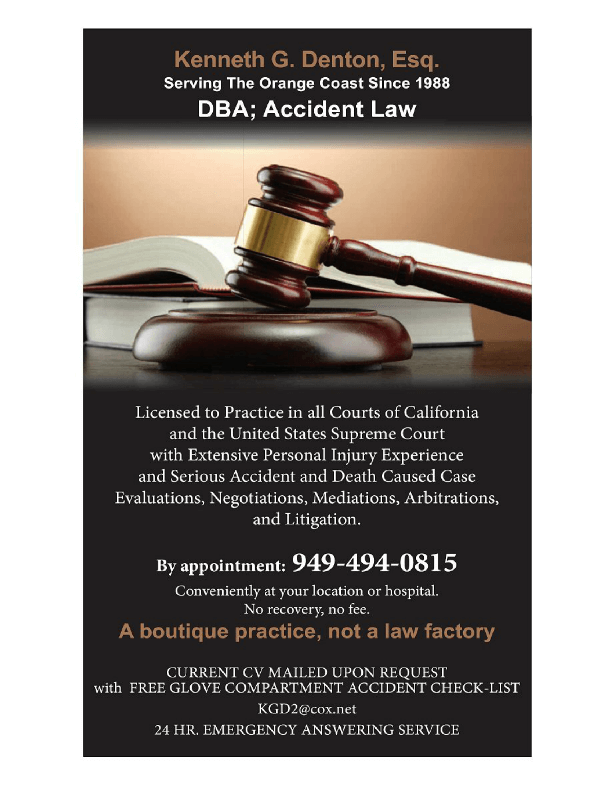 Kenneth G. Denton, Esq.
Serving The Orange Coast Since 1988
DBA; Accident Law
Licensed to Practice in all Courts of California
and the United States Supreme Court
with Extensive Personal Injury Experience
and Serious Accident and Death Caused Case
Evaluations, Negotiations, Mediations, Arbitrations,
and Litigation.
By appointment: 949-494-0815
Conveniently at your location or hospital.
No recovery, no fee.
A boutique practice, not a law factory
CURRENT CV MAILED UPON REQUEST
with FREE GLOVE COMPARTMENT ACCIDENT CHECK-LIST
KGD2@cox.net
24 HR. EMERGENCY ANSWERING SERVICE